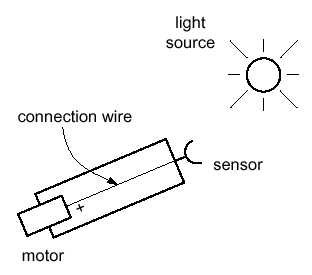 light
source
connection wire
sensor
+
motor